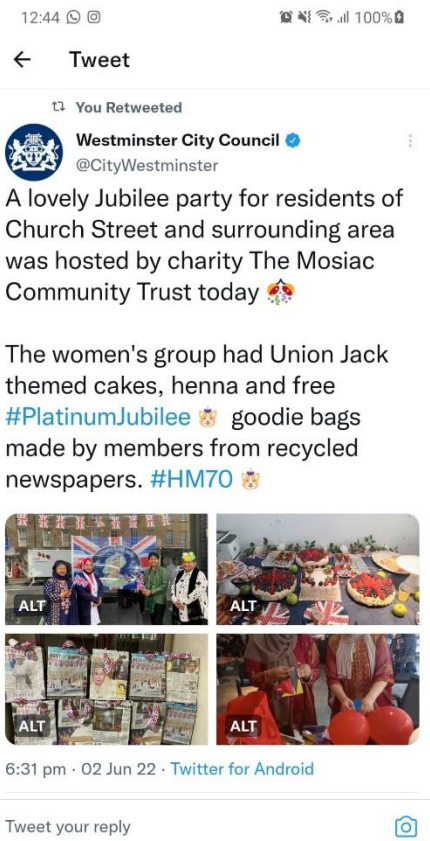 12:44
100%
Tweet
You Retweeted
Westminster City Council
@CityWestminster
A lovely Jubilee party for residents of
Church Street and surrounding area
was hosted by charity The Mosiac
Community Trust today
The women's group had Union Jack
themed cakes, henna and free
#PlatinumJubilee goodie bags
made by members from recycled
newspapers. #HM70
ALT
ALT
ALT
ALT
6:31 pm · 02 Jun 22 · Twitter for Android
Tweet your reply